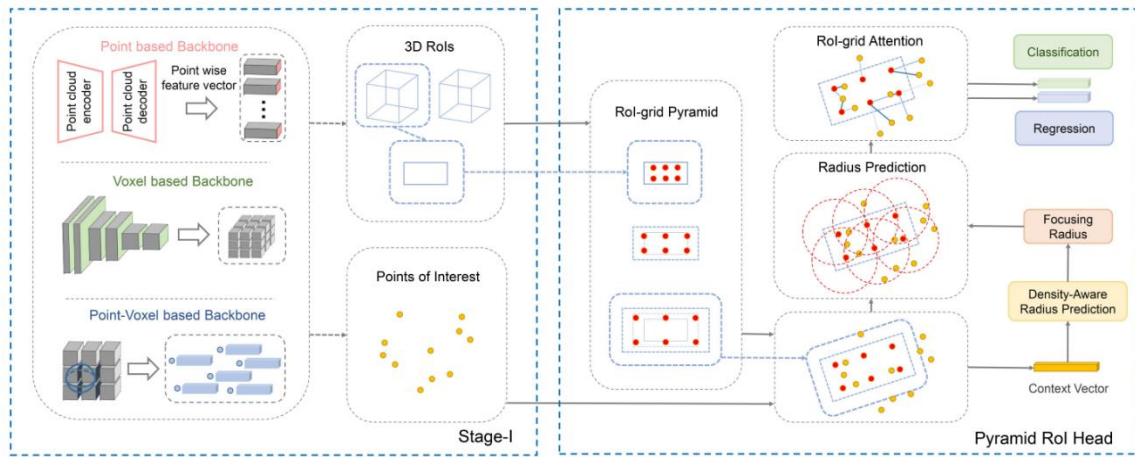 Point based Backbone
Point cloud
encoder
Point cloud
decoder
Point wise
feature vector
Voxel based Backbone
Point-Voxel based Backbone
3D RoIs
Points of Interest
Stage-I
RoI-grid Pyramid
RoI-grid Attention
Classification
Regression
Radius Prediction
Focusing
Radius
Density-Aware
Radius Prediction
Context Vector
Pyramid RoI Head